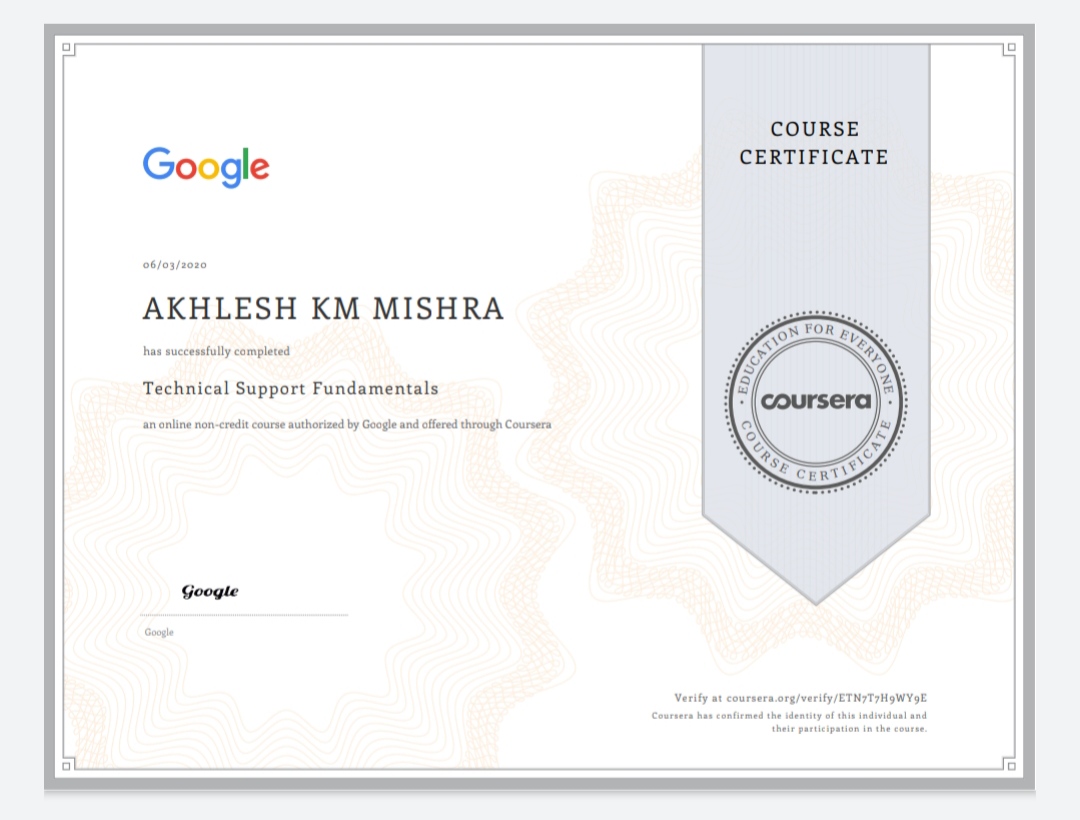 COURSE
CERTIFICATE
Google
06/03/2020
AKHLESH KM MISHRA
has successfully completed
Technical Support Fundamentals
an online non-credit course authorized by Google and offered through Coursera
EDUCATION FOR EVERYONE
coursera
COURSE CERTIFICATE
Google
Google
Verify at coursera.org/verify/ETN7T7H9WY9E
Coursera has confirmed the identity of this individual and
their participation in the course.